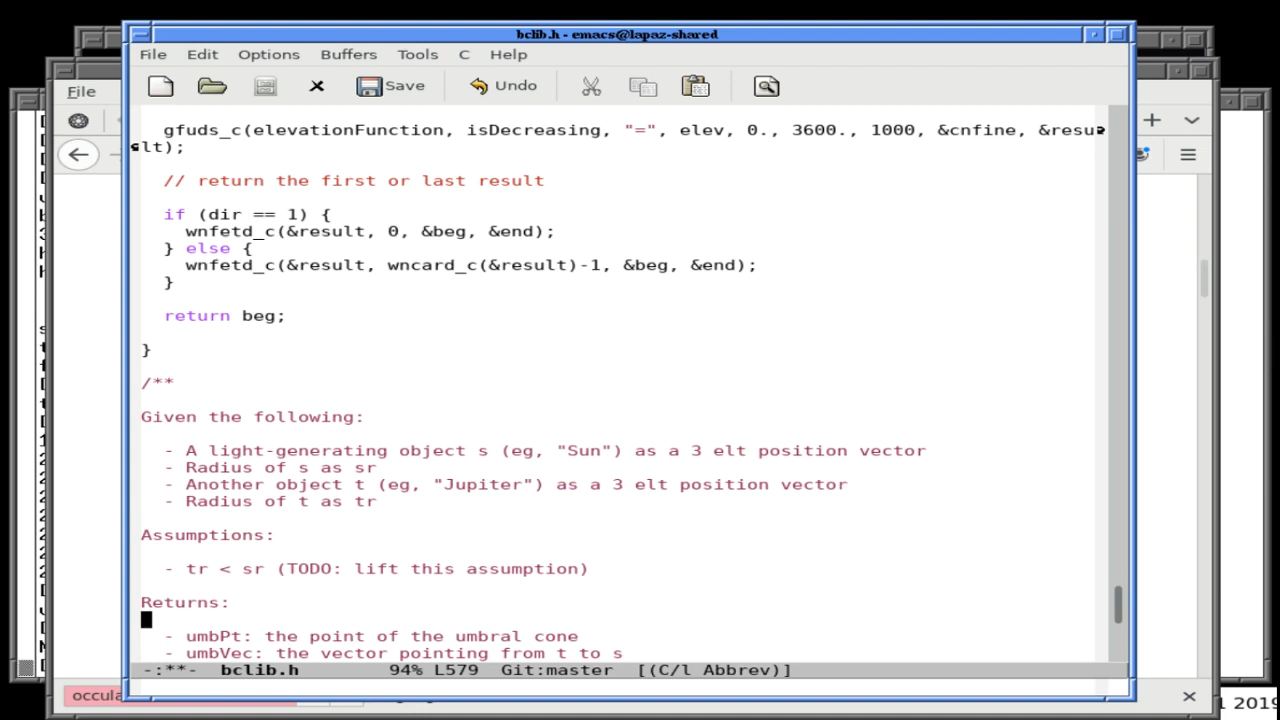 bclib.h - emacs@lapaz-shared
File Edit Options Buffers Tools C Help
Save Undo
gfuds_c(elevationFunction, isDecreasing, "=", elev, 0., 3600., 1000, &cnfine, &resu
lt);
// return the first or last result
if (dir == 1) {
wnfetd_c(&result, 0, &beg, &end);
} else {
wnfetd_c(&result, wncard_c(&result)-1, &beg, &end);
}
return beg;
}
/**
Given the following:
- A light-generating object s (eg, "Sun") as a 3 elt position vector
- Radius of s as sr
- Another object t (eg, "Jupiter") as a 3 elt position vector
- Radius of t as tr
Assumptions:
- tr < sr (TODO: lift this assumption)
Returns:
- umbPt: the point of the umbral cone
- umbVec: the vector pointing from t to s
-:**- bclib.h 94% L579 Git:master [(C/l Abbrev)]
File
occula
1 2019